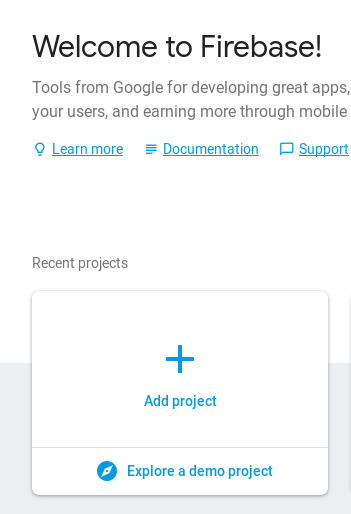 Welcome to Firebase!
Tools from Google for developing great apps,
your users, and earning more through mobile
Learn more Documentation Support
Recent projects
Add project
Explore a demo project